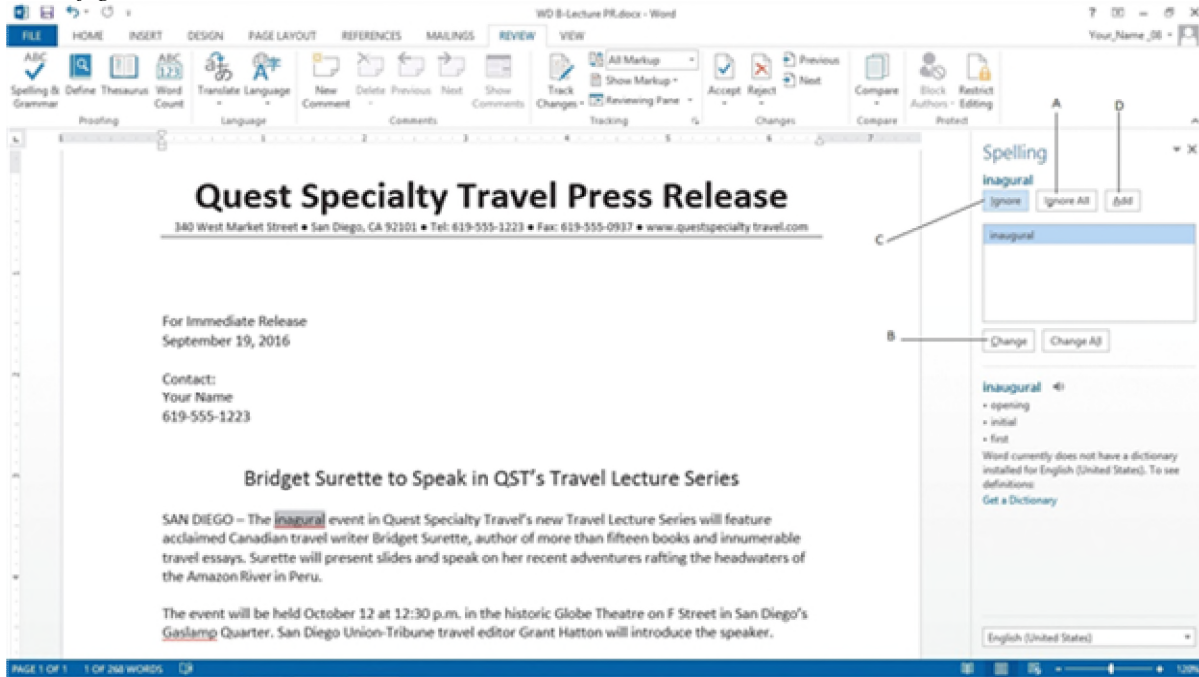 WD B-Lecture PR.docx - Word
FILE HOME INSERT DESIGN PAGE LAYOUT REFERENCES MAILINGS REVIEW VIEW Your_Name_08
Spelling & Grammar Define Thesaurus Word Count Translate Language New Comment Delete Previous Next Show Comments Track Changes All Markup Show Markup Reviewing Pane Accept Reject Previous Next Compare Block Authors Restrict Editing
Proofing Language Comments Tracking Changes Compare Protect
A D
Spelling
inagural
Ignore Ignore All Add
C
inaugural
B
Change Change All
inaugural
• opening
• initial
• first
Word currently does not have a dictionary
installed for English (United States). To see
definitions:
Get a Dictionary
English (United States)
Quest Specialty Travel Press Release
340 West Market Street • San Diego, CA 92101 • Tel: 619-555-1223 • Fax: 619-555-0937 • www.questspecialty travel.com
For Immediate Release
September 19, 2016
Contact:
Your Name
619-555-1223
Bridget Surette to Speak in QST's Travel Lecture Series
SAN DIEGO – The inagural event in Quest Specialty Travel's new Travel Lecture Series will feature
acclaimed Canadian travel writer Bridget Surette, author of more than fifteen books and innumerable
travel essays. Surette will present slides and speak on her recent adventures rafting the headwaters of
the Amazon River in Peru.
The event will be held October 12 at 12:30 p.m. in the historic Globe Theatre on F Street in San Diego's
Gaslamp Quarter. San Diego Union-Tribune travel editor Grant Hatton will introduce the speaker.
PAGE 1 OF 1 1 OF 268 WORDS 120%